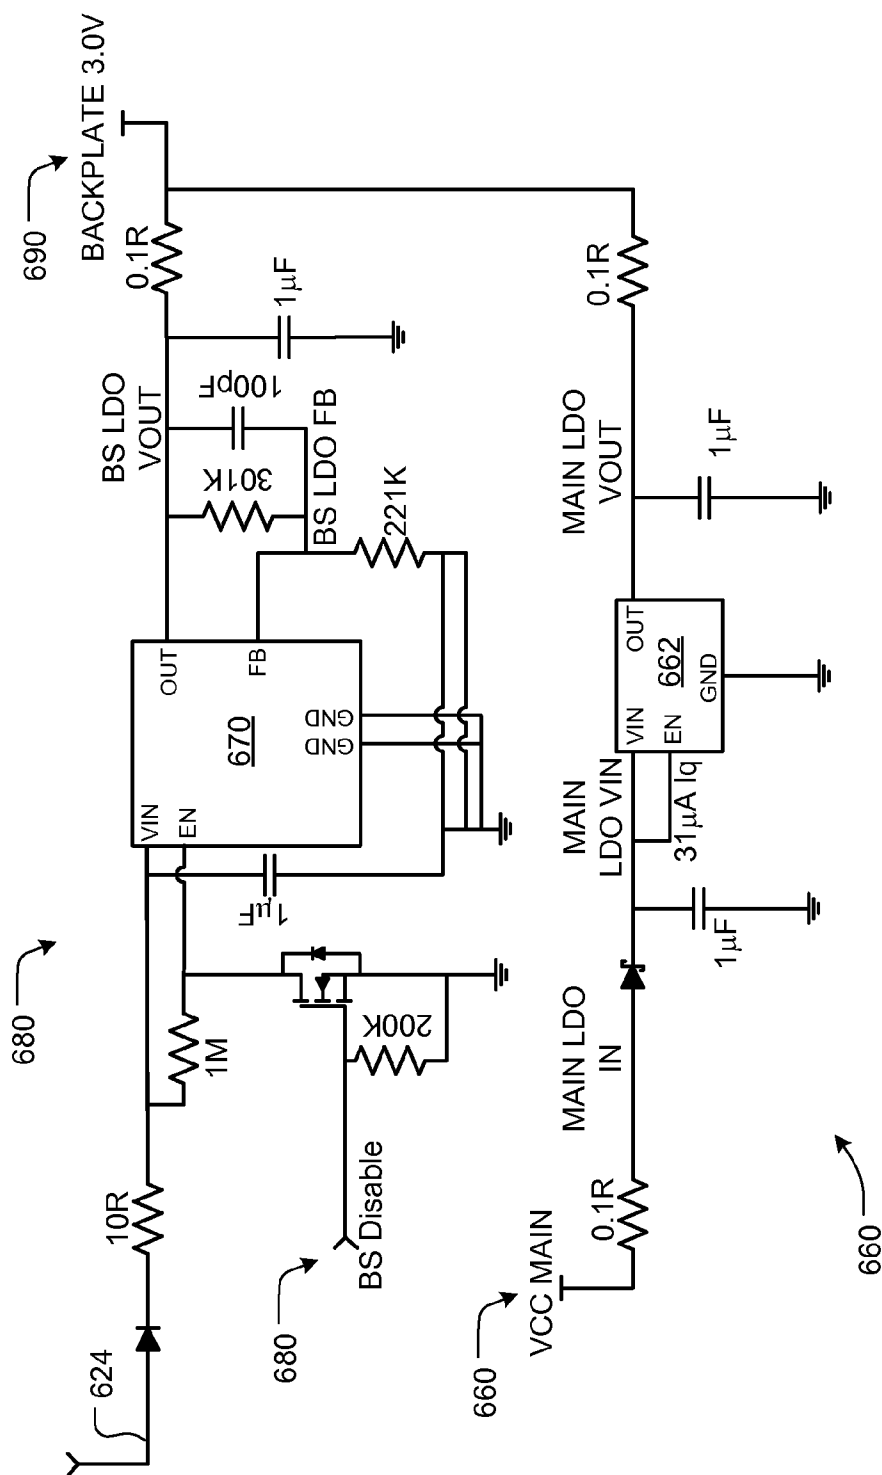 690
BACKPLATE 3.0V
0.1R
1µF
BS LDO
VOUT
100pF
301K
BS LDO FB
221K
OUT
FB
670
GND
GND
VIN
EN
1µF
680
1M
200K
10R
624
BS Disable
680
0.1R
MAIN LDO
VOUT
1µF
OUT
662
GND
VIN
EN
MAIN
LDO VIN
31µA Iq
1µF
MAIN LDO
IN
0.1R
VCC MAIN
660
660